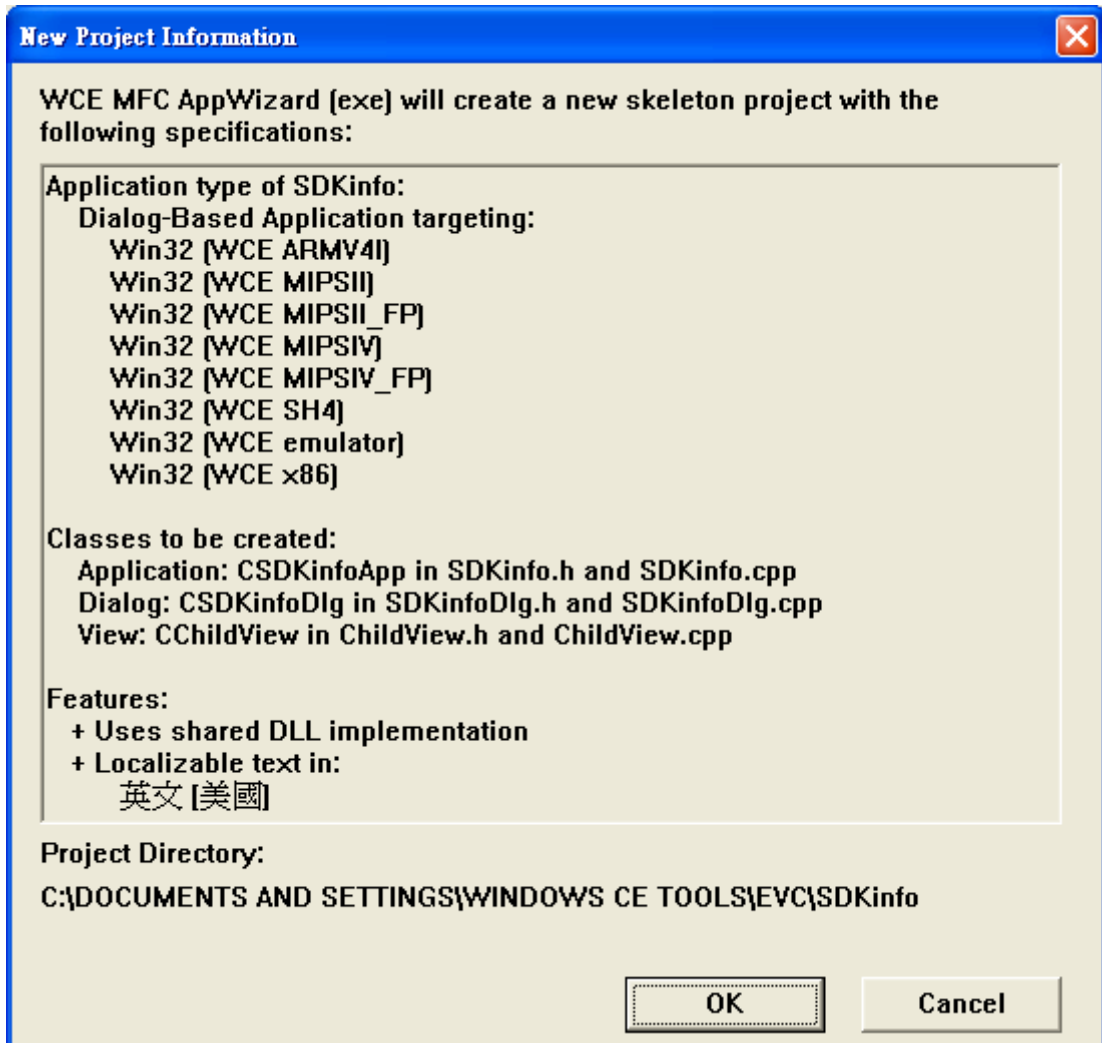 New Project Information
WCE MFC AppWizard (exe) will create a new skeleton project with the
following specifications:
Application type of SDKinfo:
Dialog-Based Application targeting:
Win32 (WCE ARMV4I)
Win32 (WCE MIPSII)
Win32 (WCE MIPSII_FP)
Win32 (WCE MIPSIV)
Win32 (WCE MIPSIV_FP)
Win32 (WCE SH4)
Win32 (WCE emulator)
Win32 (WCE x86)
Classes to be created:
Application: CSDKinfoApp in SDKinfo.h and SDKinfo.cpp
Dialog: CSDKinfoDlg in SDKinfoDlg.h and SDKinfoDlg.cpp
View: CChildView in ChildView.h and ChildView.cpp
Features:
+ Uses shared DLL implementation
+ Localizable text in:
英文 [美國]
Project Directory:
C:\DOCUMENTS AND SETTINGS\WINDOWS CE TOOLS\EVC\SDKinfo
OK
Cancel